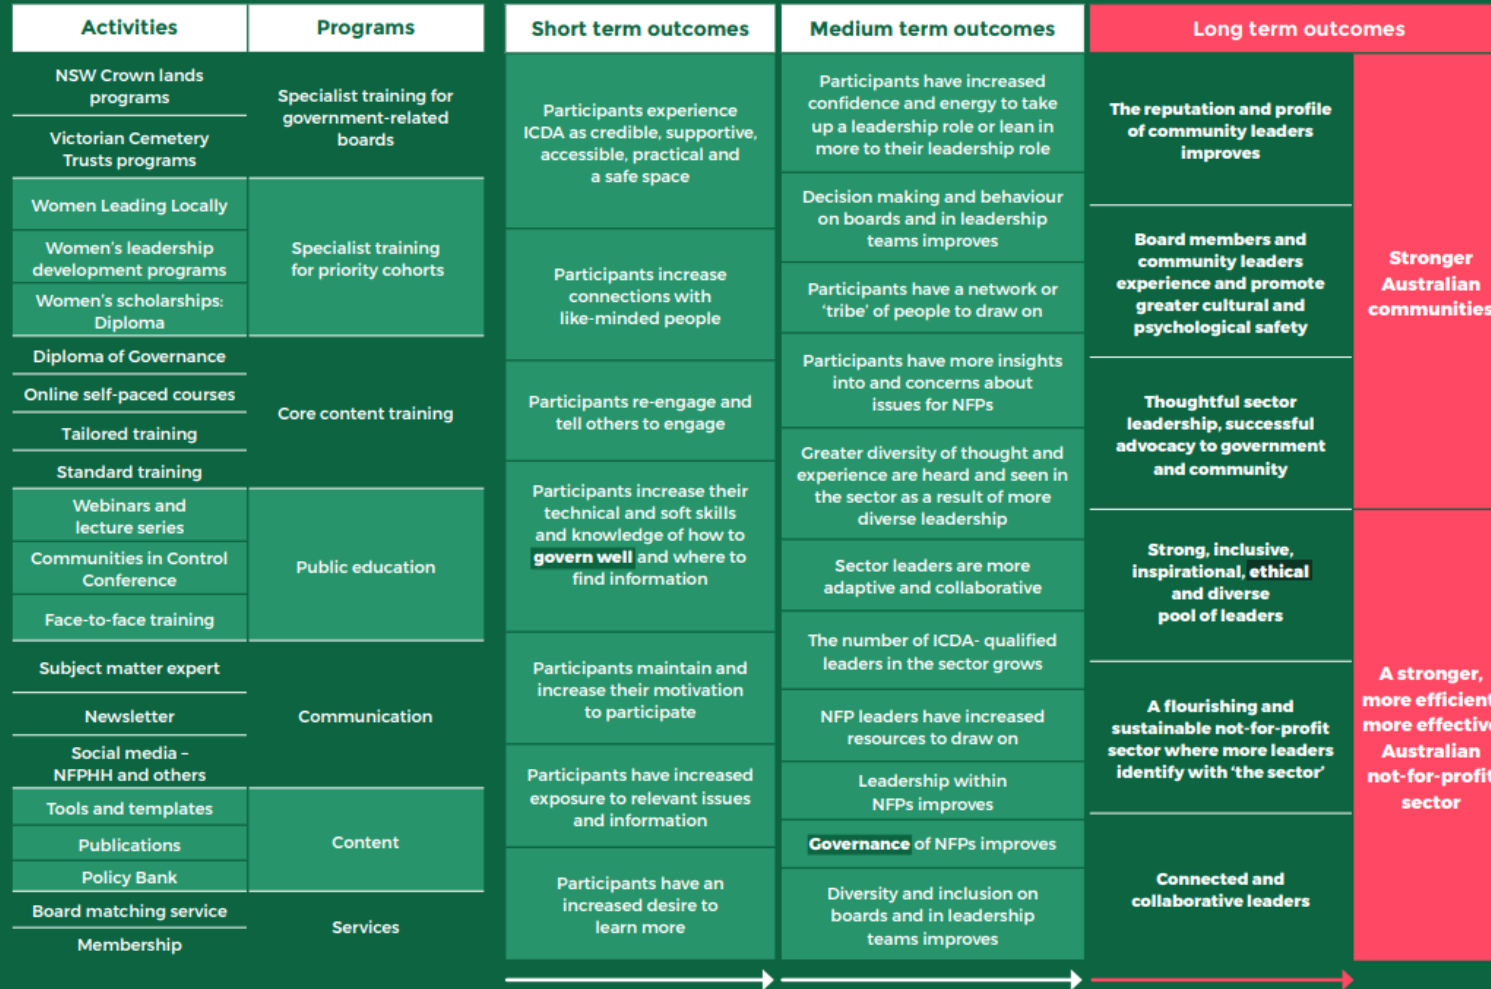 Activities
Programs
Short term outcomes
Medium term outcomes
Long term outcomes
NSW Crown lands
programs
Victorian Cemetery
Trusts programs
Women Leading Locally
Women's leadership
development programs
Women's scholarships:
Diploma
Diploma of Governance
Online self-paced courses
Tailored training
Standard training
Webinars and
lecture series
Communities in Control
Conference
Face-to-face training
Subject matter expert
Newsletter
Social media –
NFPHH and others
Tools and templates
Publications
Policy Bank
Board matching service
Membership
Specialist training for
government-related
boards
Specialist training
for priority cohorts
Core content training
Public education
Communication
Content
Services
Participants experience
ICDA as credible, supportive,
accessible, practical and
a safe space
Participants increase
connections with
like-minded people
Participants re-engage and
tell others to engage
Participants increase their
technical and soft skills
and knowledge of how to
govern well and where to
find information
Participants maintain and
increase their motivation
to participate
Participants have increased
exposure to relevant issues
and information
Participants have an
increased desire to
learn more
Participants have increased
confidence and energy to take
up a leadership role or lean in
more to their leadership role
Decision making and behaviour
on boards and in leadership
teams improves
Participants have a network or
'tribe' of people to draw on
Participants have more insights
into and concerns about
issues for NFPs
Greater diversity of thought and
experience are heard and seen in
the sector as a result of more
diverse leadership
Sector leaders are more
adaptive and collaborative
The number of ICDA- qualified
leaders in the sector grows
NFP leaders have increased
resources to draw on
Leadership within
NFPs improves
Governance of NFPs improves
Diversity and inclusion on
boards and in leadership
teams improves
The reputation and profile
of community leaders
improves
Board members and
community leaders
experience and promote
greater cultural and
psychological safety
Thoughtful sector
leadership, successful
advocacy to government
and community
Strong, inclusive,
inspirational, ethical
and diverse
pool of leaders
A flourishing and
sustainable not-for-profit
sector where more leaders
identify with 'the sector'
Connected and
collaborative leaders
Stronger
Australian
communities
A stronger,
more efficient
more effective
Australian
not-for-profit
sector